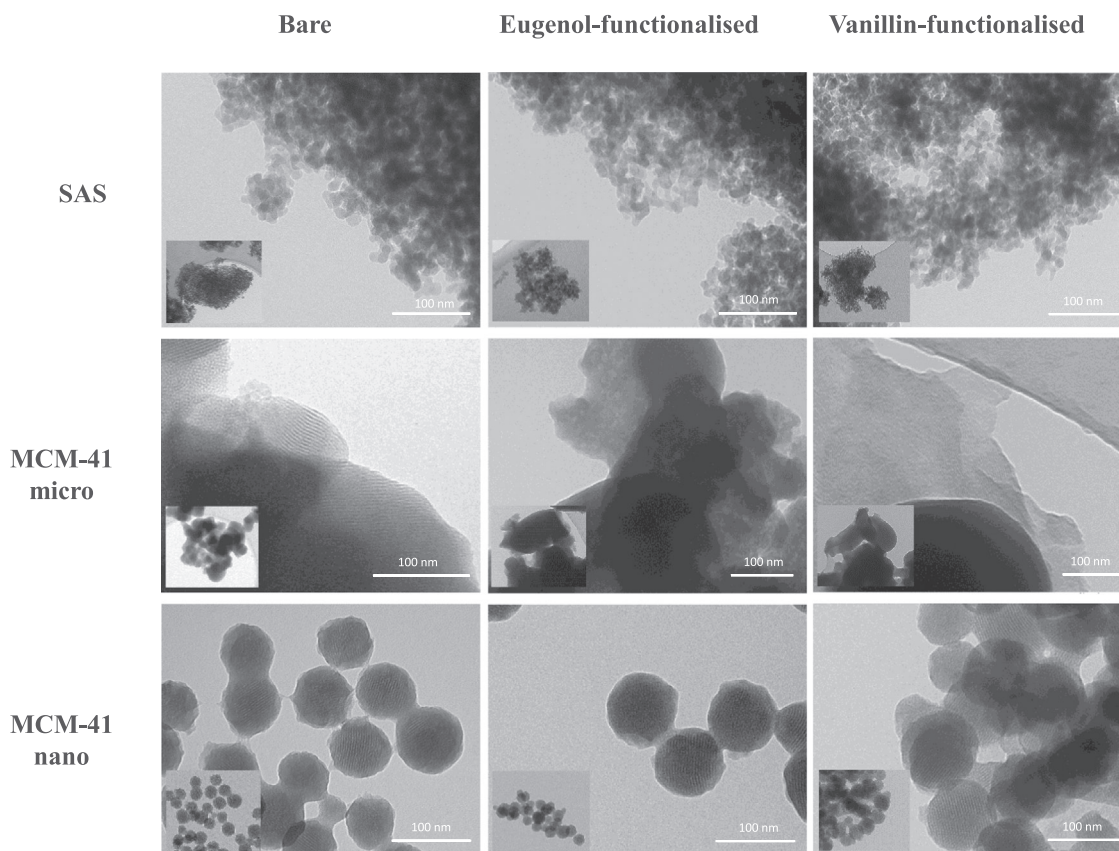 Bare Eugenol-functionalised Vanillin-functionalised
SAS
100 nm 100 nm 100 nm
MCM-41
micro
100 nm 100 nm 100 nm
MCM-41
nano
100 nm 100 nm 100 nm